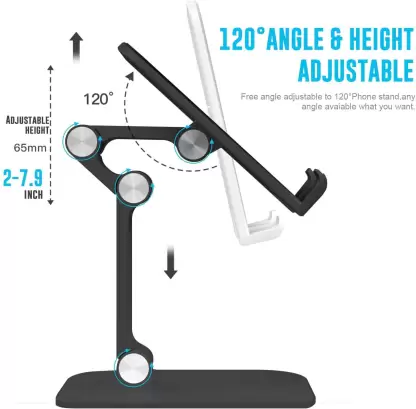 120°ANGLE & HEIGHT
ADJUSTABLE
Free angle adjustable to 120°Phone stand.any
angle avaiable what you want.
120°
ADJUSTABLE
HEIGHT
65mm
2-7.9
INCH